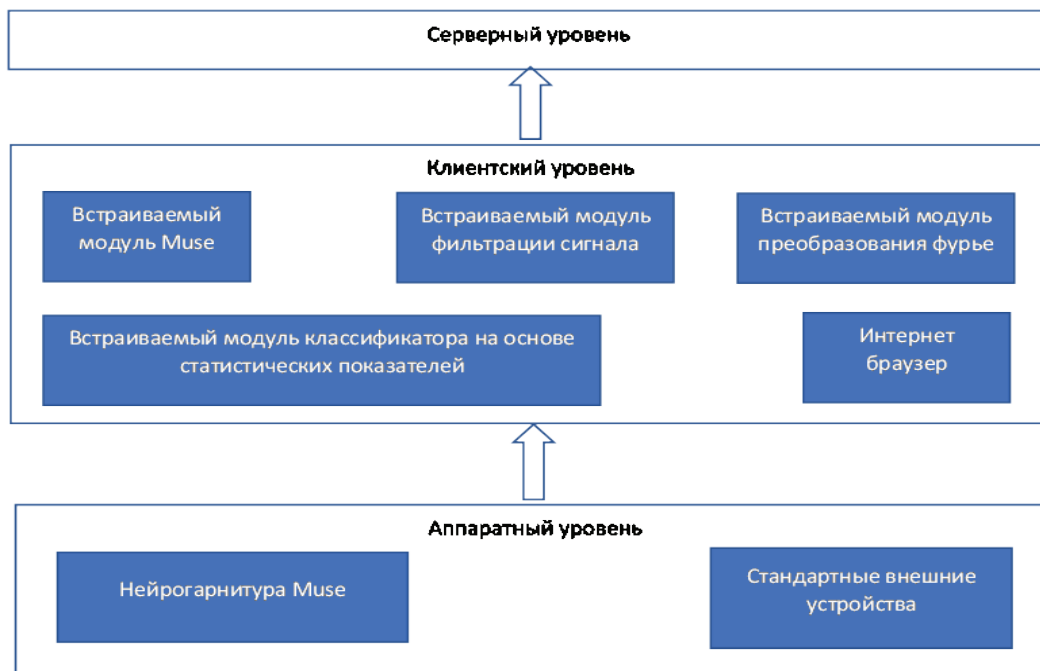 Серверный уровень
Клиентский уровень
Встраиваемый
модуль Muse
Встраиваемый модуль
фильтрации сигнала
Встраиваемый модуль
преобразования фурье
Встраиваемый модуль классификатора на основе
статистических показателей
Интернет
браузер
Аппаратный уровень
Нейрогарнитура Muse
Стандартные внешние
устройства